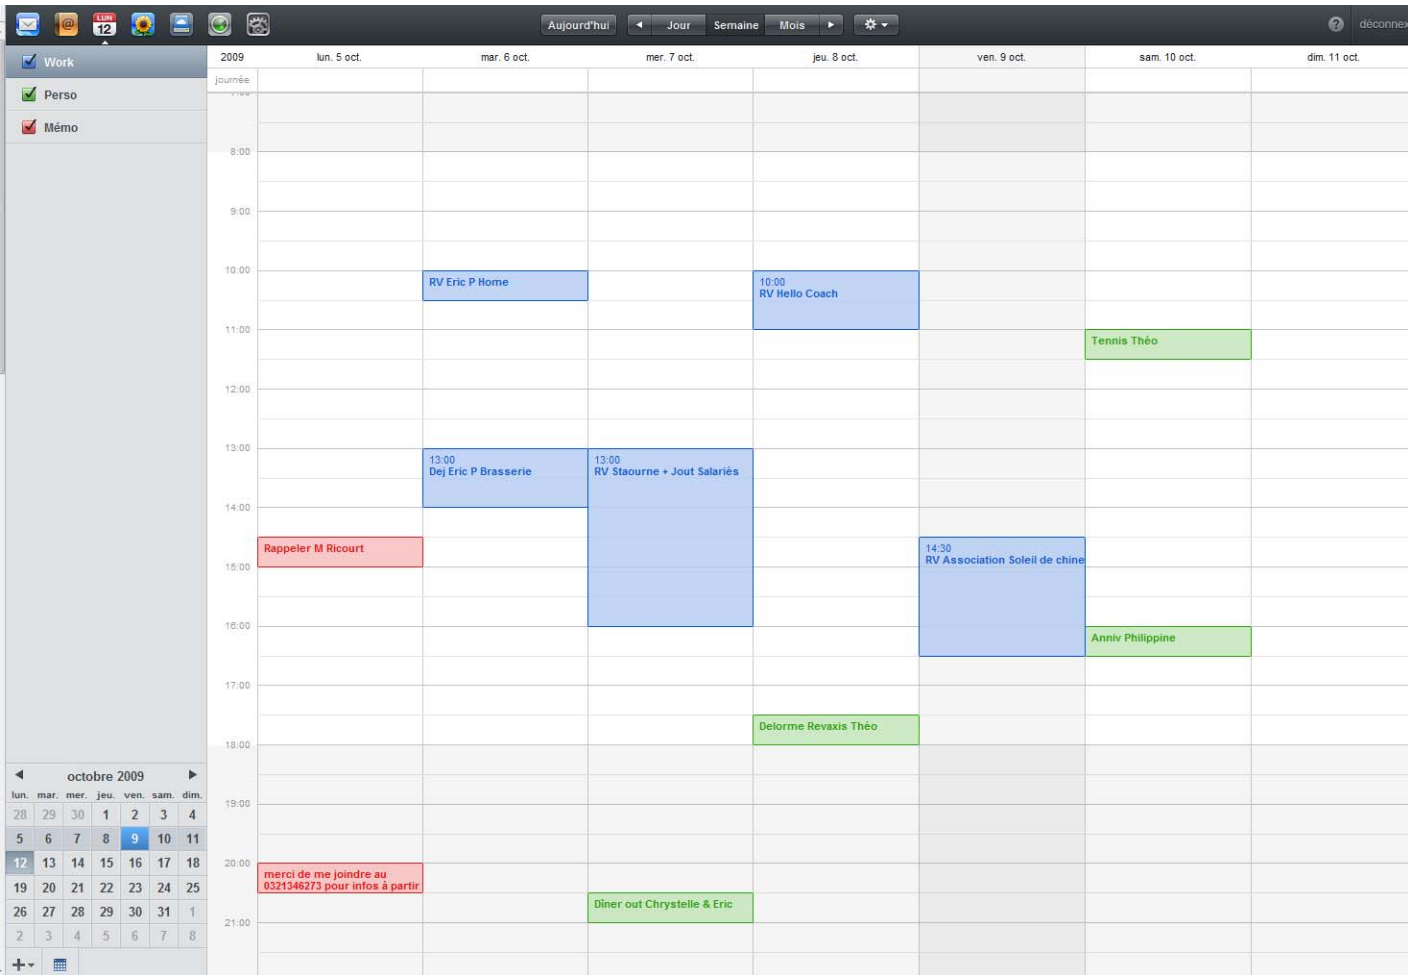 LUN
12
Aujourd'hui
Jour
Semaine
Mois
?
déconnex
Work
Perso
Mémo
2009
lun. 5 oct.
mar. 6 oct.
mer. 7 oct.
jeu. 8 oct.
ven. 9 oct.
sam. 10 oct.
dim. 11 oct.
journée
8:00
9:00
10:00
RV Eric P Home
10:00
RV Hello Coach
11:00
Tennis Théo
12:00
13:00
13:00
Dej Eric P Brasserie
13:00
RV Staourne + Jout Salariés
14:00
Rappeler M Ricourt
14:30
RV Association Soleil de chine
15:00
16:00
Anniv Philippine
17:00
Delorme Revaxis Théo
18:00
19:00
20:00
merci de me joindre au
0321346273 pour infos à partir
Dîner out Chrystelle & Eric
21:00
octobre 2009
lun. mar. mer. jeu. ven. sam. dim.
28 29 30 1 2 3 4
5 6 7 8 9 10 11
12 13 14 15 16 17 18
19 20 21 22 23 24 25
26 27 28 29 30 31 1
2 3 4 5 6 7 8